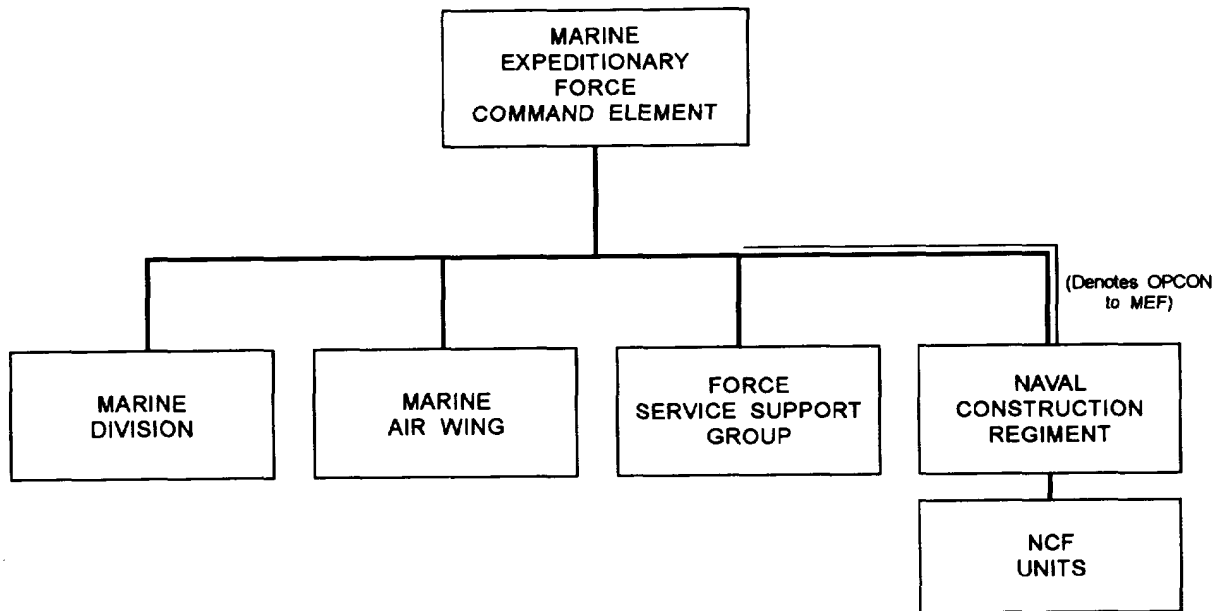 MARINE
EXPEDITIONARY
FORCE
COMMAND ELEMENT
(Denotes OPCON
to MEF)
MARINE
DIVISION
MARINE
AIR WING
FORCE
SERVICE SUPPORT
GROUP
NAVAL
CONSTRUCTION
REGIMENT
NCF
UNITS